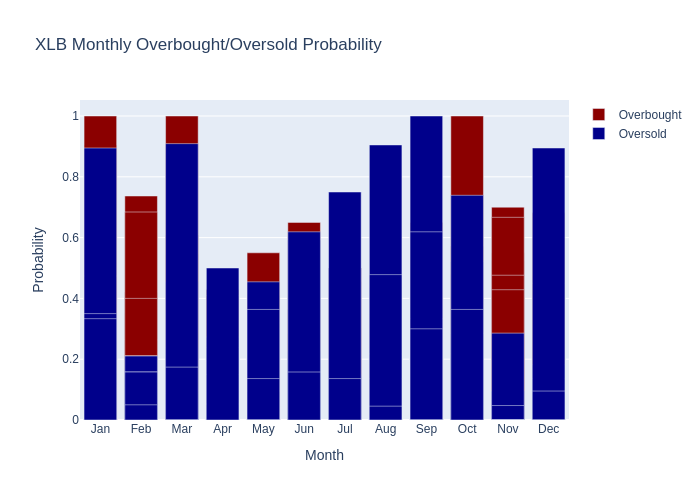 XLB Monthly Overbought/Oversold Probability
Overbought
Oversold
Probability
1
0.8
0.6
0.4
0.2
0
Jan Feb Mar Apr May Jun Jul Aug Sep Oct Nov Dec
Month